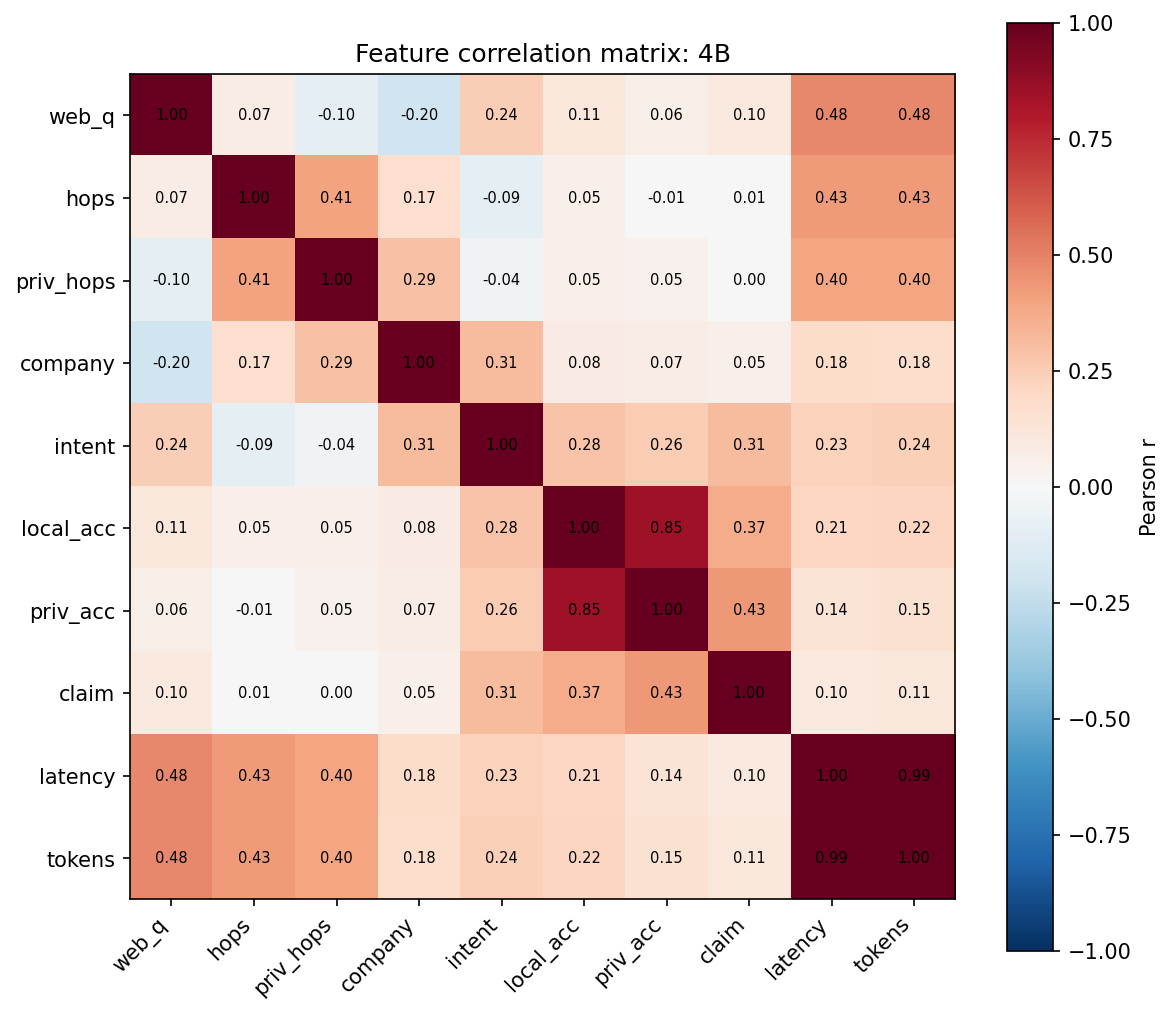 Feature correlation matrix: 4B
web_q 1.00 0.07 -0.10 -0.20 0.24 0.11 0.06 0.10 0.48 0.48
hops 0.07 1.00 0.41 0.17 -0.09 0.05 -0.01 0.01 0.43 0.43
priv_hops -0.10 0.41 1.00 0.29 -0.04 0.05 0.05 0.00 0.40 0.40
company -0.20 0.17 0.29 1.00 0.31 0.08 0.07 0.05 0.18 0.18
intent 0.24 -0.09 -0.04 0.31 1.00 0.28 0.26 0.31 0.23 0.24
local_acc 0.11 0.05 0.05 0.08 0.28 1.00 0.85 0.37 0.21 0.22
priv_acc 0.06 -0.01 0.05 0.07 0.26 0.85 1.00 0.43 0.14 0.15
claim 0.10 0.01 0.00 0.05 0.31 0.37 0.43 1.00 0.10 0.11
latency 0.48 0.43 0.40 0.18 0.23 0.21 0.14 0.10 1.00 0.99
tokens 0.48 0.43 0.40 0.18 0.24 0.22 0.15 0.11 0.99 1.00
web_q hops priv_hops company intent local_acc priv_acc claim latency tokens
1.00
0.75
0.50
0.25
0.00
−0.25
−0.50
−0.75
−1.00
Pearson r